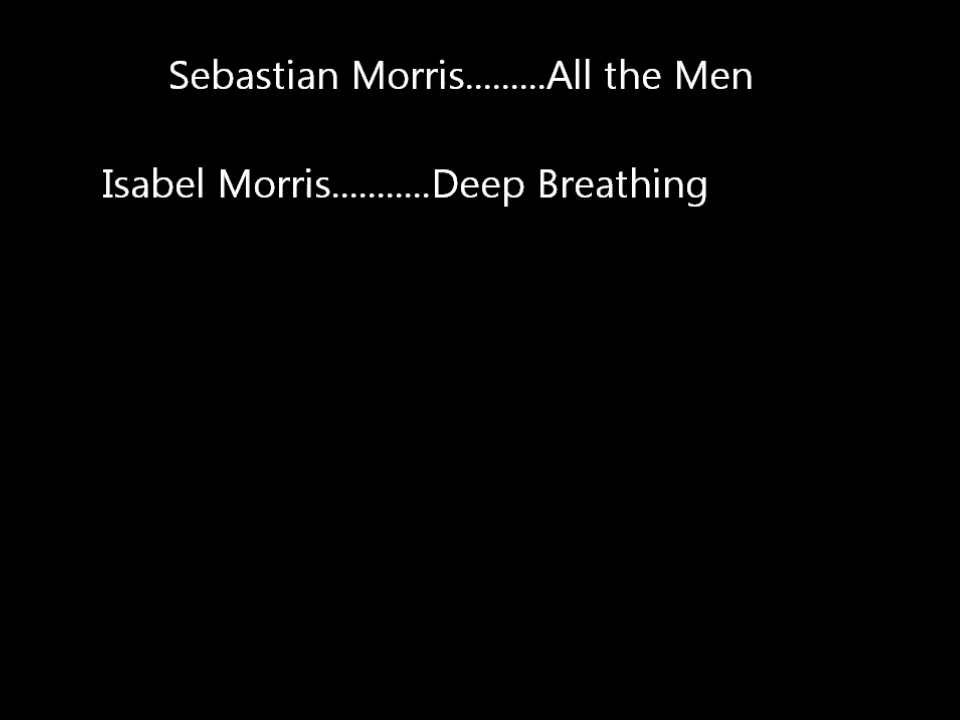 Sebastian Morris.........All the Men
Isabel Morris...........Deep Breathing